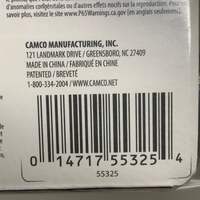 d'anomalies congénitales ou d'autres effets nocifs sur la reproduction. Pour en
savoir plus, visitez le site www.P65Warnings.ca.gov (en anglais seulement).
CAMCO MANUFACTURING, INC.
121 LANDMARK DRIVE / GREENSBORO, NC 27409
MADE IN CHINA / FABRIQUÉ EN CHINE
PATENTED / BREVETÉ
1-800-334-2004 / WWW.CAMCO.NET
0 14717 55325 4
55325